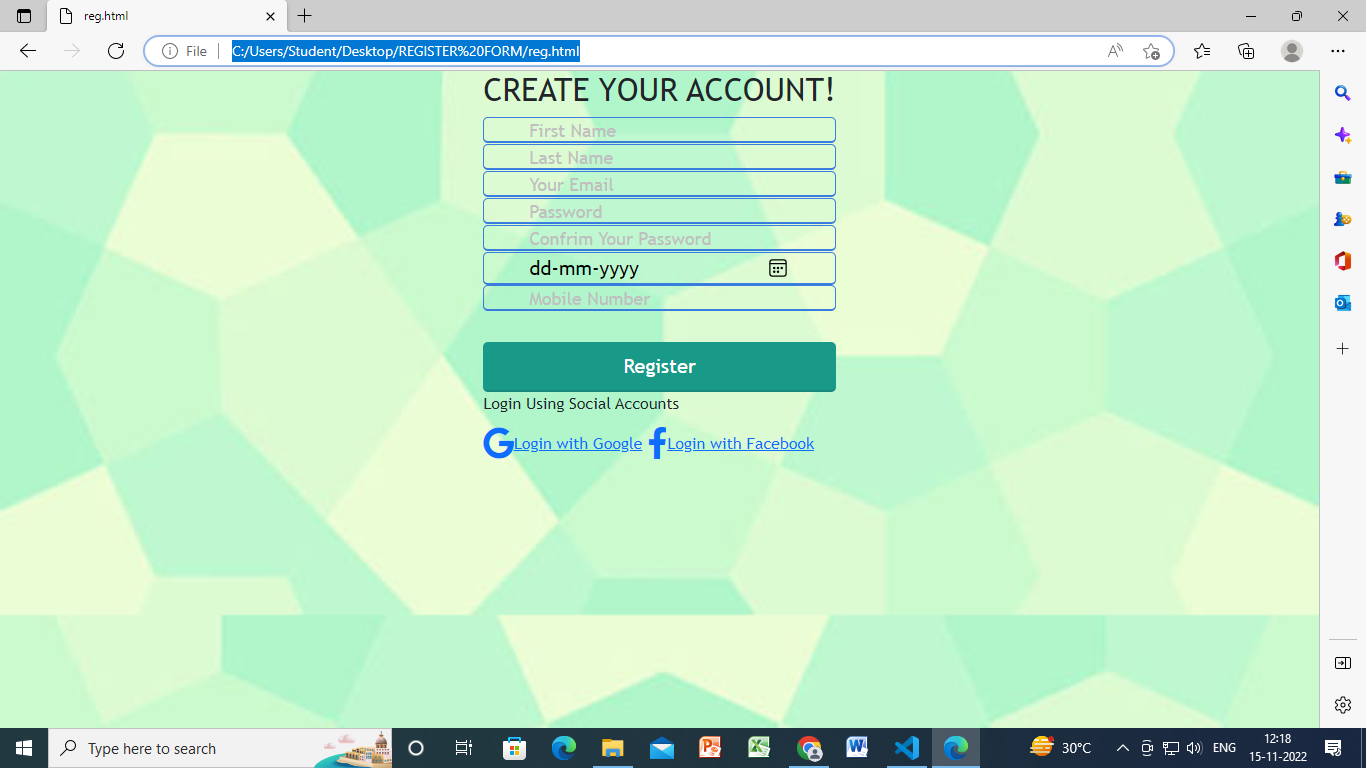 reg.html
File
C:/Users/Student/Desktop/REGISTER%20FORM/reg.html
CREATE YOUR ACCOUNT!
First Name
Last Name
Your Email
Password
Confrim Your Password
dd-mm-yyyy
Mobile Number
Register
Login Using Social Accounts
Login with Google Login with Facebook
Type here to search
30°C
ENG
12:18
15-11-2022